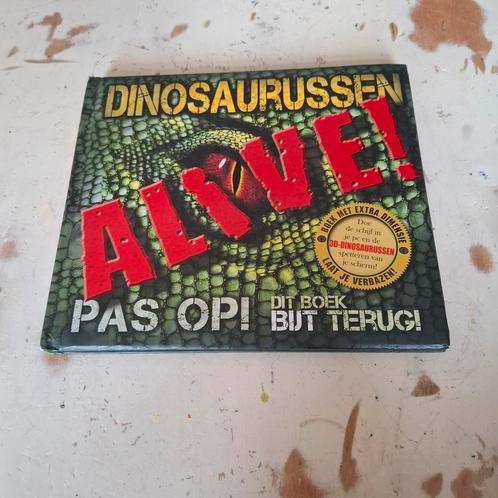 DINOSAURUSSEN
ALIVE!
BOEK MET EXTRA DIMENSIE
Doe
de schijf in
je pc en de
3D-DINOSAURUSSEN
spetteren van
je scherm!
LAAT JE VERBAZEN!
PAS OP! DIT BOEK
BIJT TERUG!